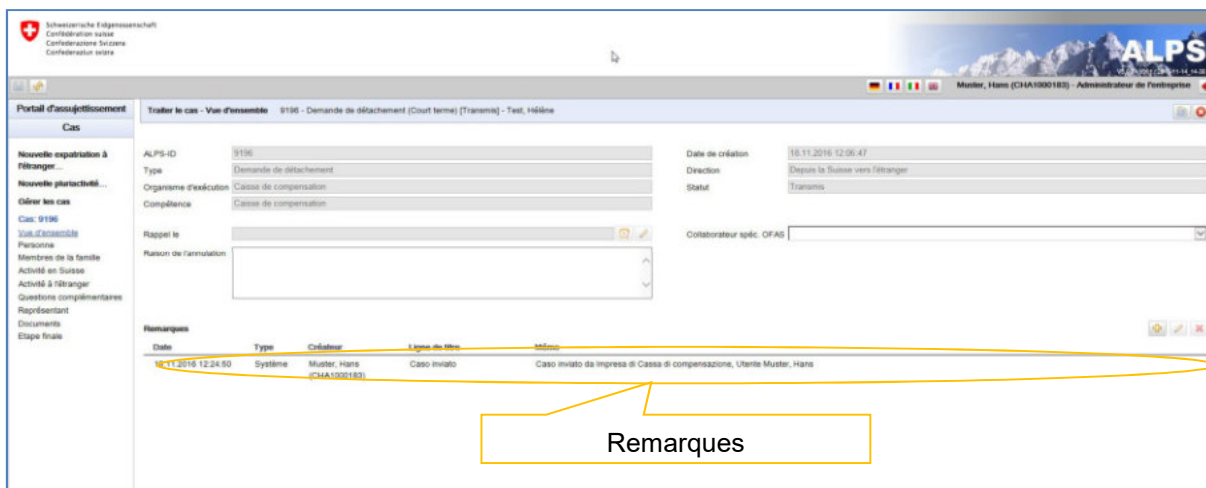 Schweizerische Eidgenossenschaft
Confédération suisse
Confederazione Svizzera
Confederaziun svizra
ALPS
Muster, Hans (CHA1000183) - Administrateur de l'entreprise
Portail d'assujettissement
Traiter le cas - Vue d'ensemble 9196 - Demande de détachement (Court terme) [Transmis] - Test, Hélène
Cas
Nouvelle expatriation à
l'étranger...
Nouvelle pluriactivité...
Gérer les cas
Cas: 9196
Vue d'ensemble
Personne
Membres de la famille
Activité en Suisse
Activité à l'étranger
Questions complémentaires
Représentant
Documents
Etape finale
ALPS-ID 9196
Date de création 18.11.2016 12:06:47
Type Demande de détachement
Direction Depuis la Suisse vers l'étranger
Organisme d'exécution Caisse de compensation
Statut Transmis
Compétence Caisse de compensation
Rappel le
Collaborateur spéc. OFAS
Raison de l'annulation
Remarques
Date Type Créateur Ligne de titre Mémo
18.11.2016 12:24:50 Système Muster, Hans Caso inviato Caso inviato da Impresa di Cassa di compensazione, Utente Muster, Hans
(CHA1000183)
Remarques